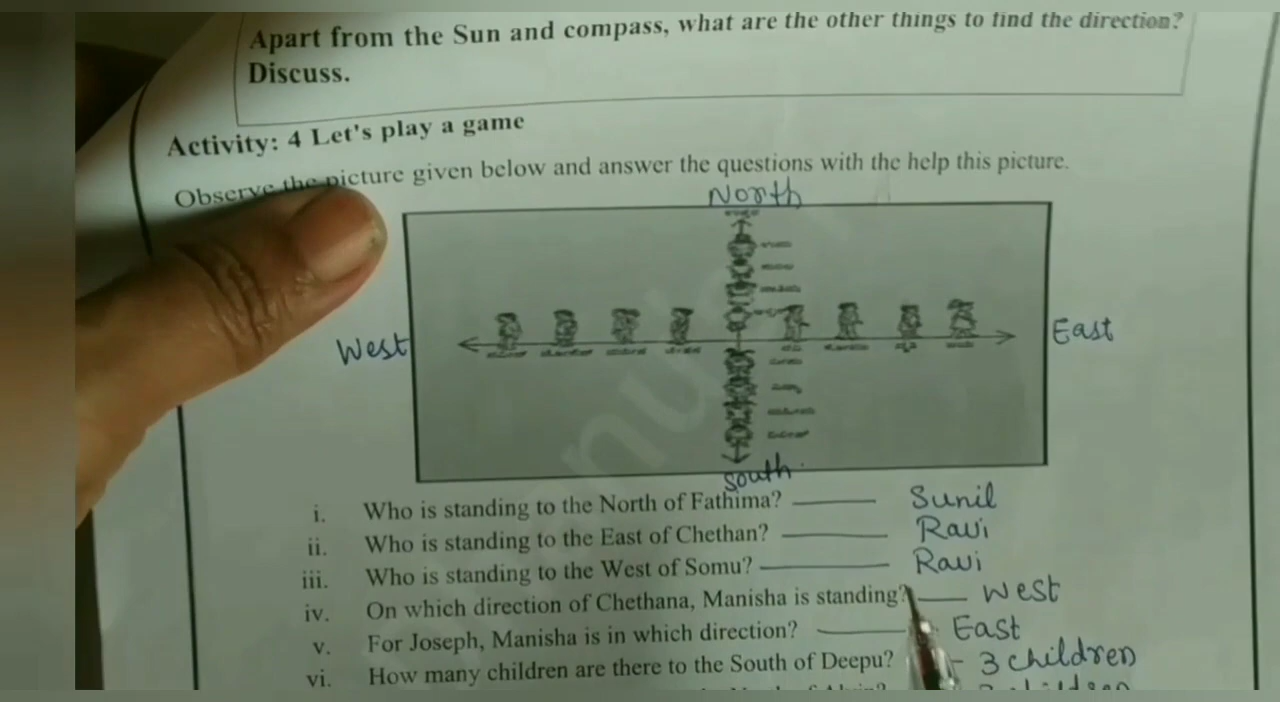 Apart from the Sun and compass, what are the other things to find the direction?
Discuss.
Activity: 4 Let's play a game
Observe the picture given below and answer the questions with the help this picture.
North
West
East
South
i. Who is standing to the North of Fathima? Sunil
ii. Who is standing to the East of Chethan? Ravi
iii. Who is standing to the West of Somu? Ravi
iv. On which direction of Chethana, Manisha is standing? West
v. For Joseph, Manisha is in which direction? East
vi. How many children are there to the South of Deepu? 3 children